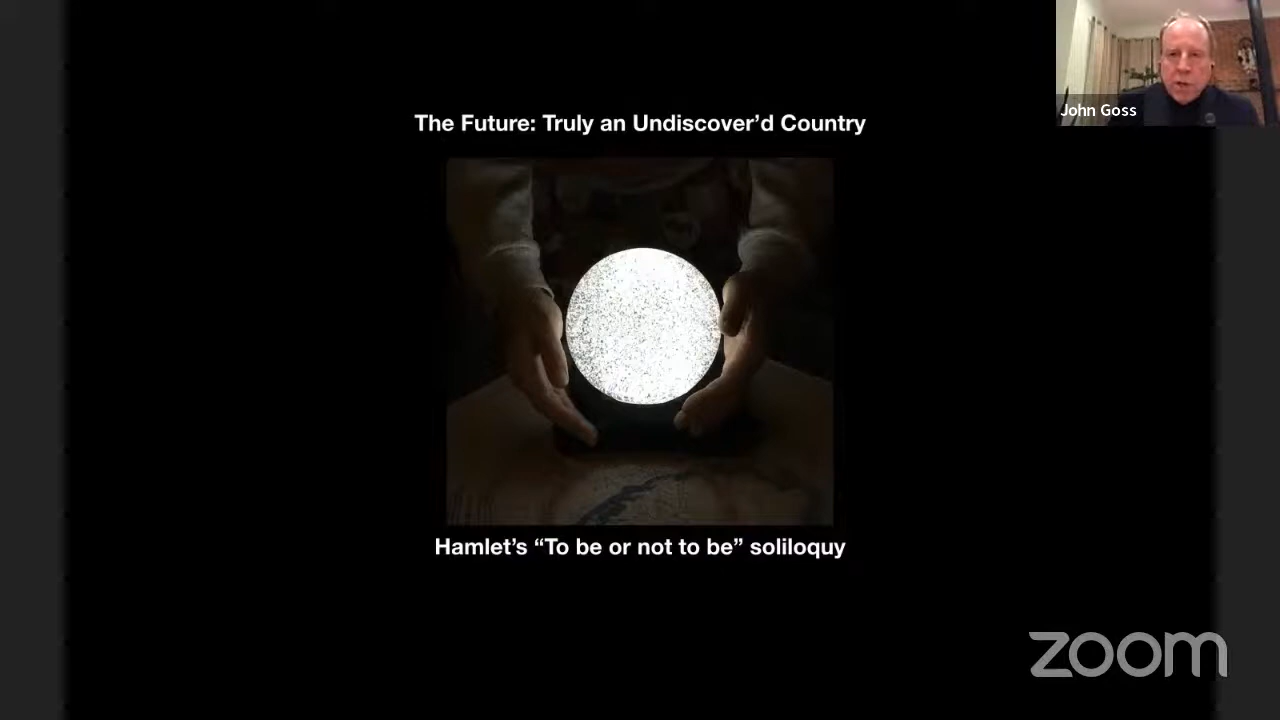 The Future: Truly an Undiscover’d Country
John Goss
Hamlet’s “To be or not to be” soliloquy
zoom